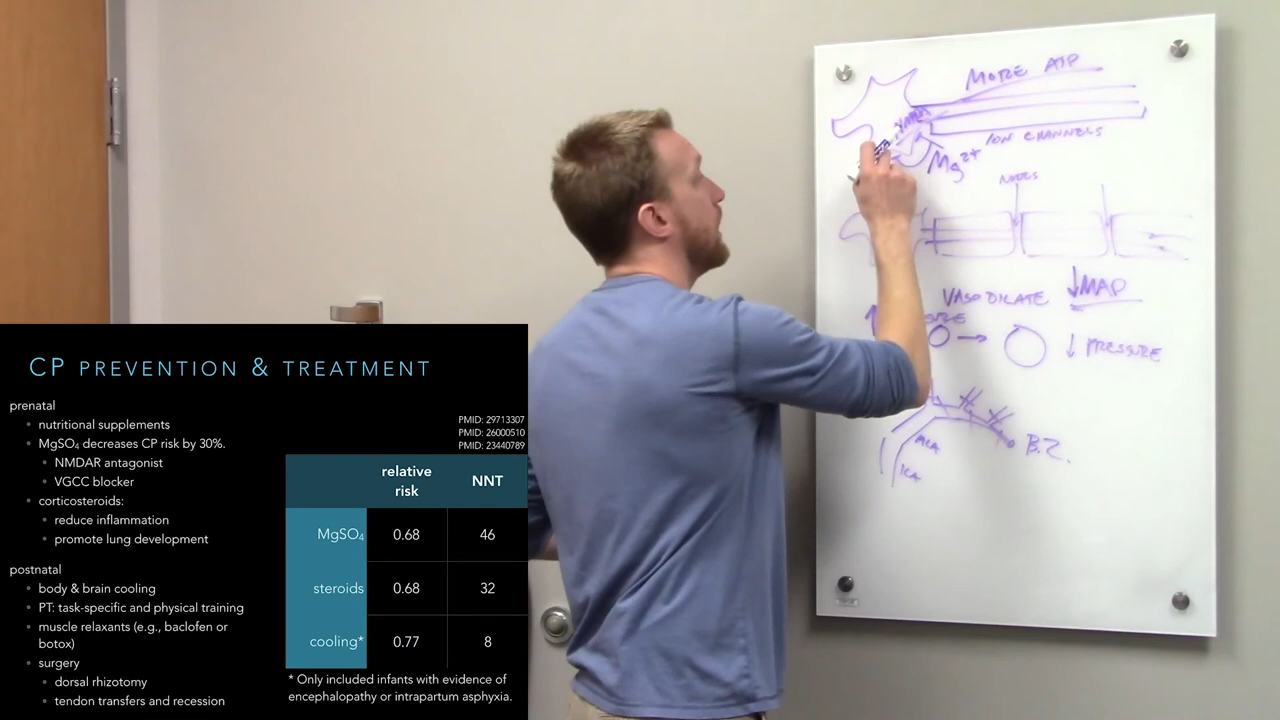 MORE ATP
ION CHANNELS
Mg2+
NODES
VASODILATE ↓MAP
↓ PRESSURE
ACA
ICA
B.Z.
CP PREVENTION & TREATMENT
prenatal
• nutritional supplements
• MgSO₄ decreases CP risk by 30%.
• NMDAR antagonist
• VGCC blocker
• corticosteroids:
• reduce inflammation
• promote lung development
postnatal
• body & brain cooling
• PT: task-specific and physical training
• muscle relaxants (e.g., baclofen or
botox)
• surgery
• dorsal rhizotomy
• tendon transfers and recession
PMID: 29713307
PMID: 26000510
PMID: 23440789
relative
risk NNT
MgSO₄ 0.68 46
steroids 0.68 32
cooling* 0.77 8
* Only included infants with evidence of
encephalopathy or intrapartum asphyxia.